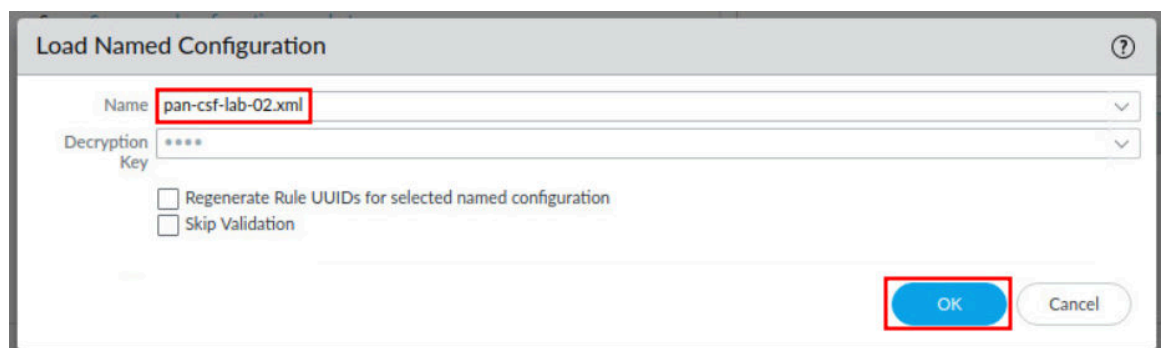 Load Named Configuration
?
Name pan-csf-lab-02.xml
Decryption ••••
Key
Regenerate Rule UUIDs for selected named configuration
Skip Validation
OK Cancel